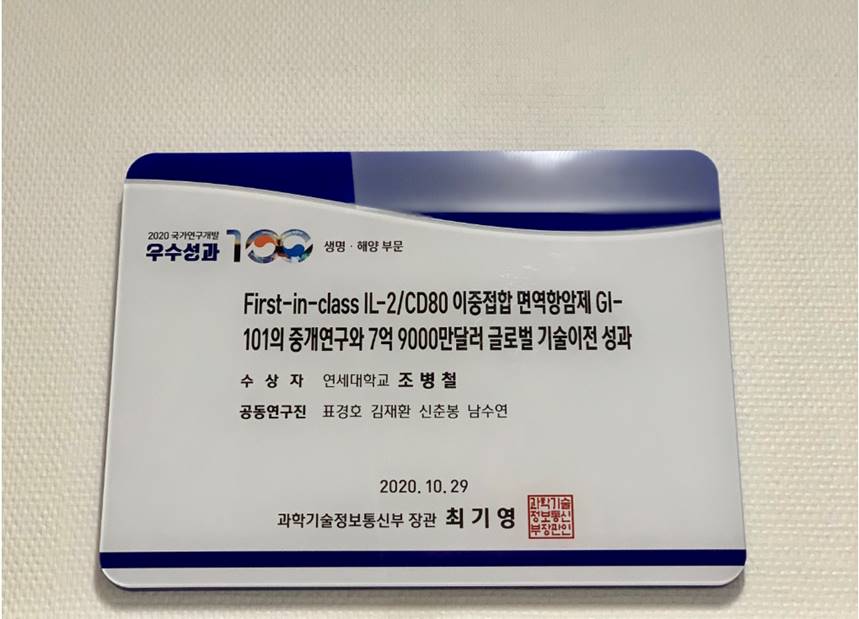 2020 국가연구개발
우수성과 100
생명·해양 부문
First-in-class IL-2/CD80 이중접합 면역항암제 GI-
101의 중개연구와 7억 9000만달러 글로벌 기술이전 성과
수 상 자 연세대학교 조병철
공동연구진 표경호 김재환 신춘봉 남수연
2020. 10. 29
과학기술정보통신부 장관 최기영
과학기술
정보통신
부장관인